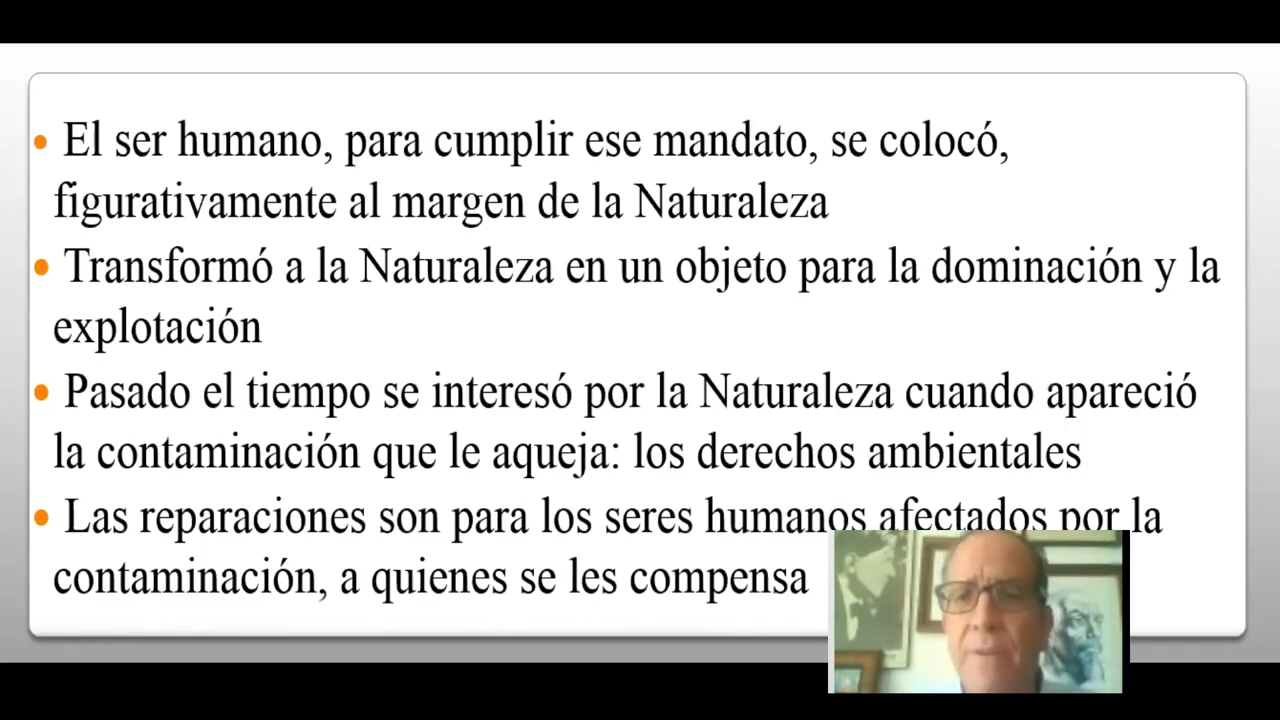 • El ser humano, para cumplir ese mandato, se colocó,
figurativamente al margen de la Naturaleza
• Transformó a la Naturaleza en un objeto para la dominación y la
explotación
• Pasado el tiempo se interesó por la Naturaleza cuando apareció
la contaminación que le aqueja: los derechos ambientales
• Las reparaciones son para los seres humanos afectados por la
contaminación, a quienes se les compensa